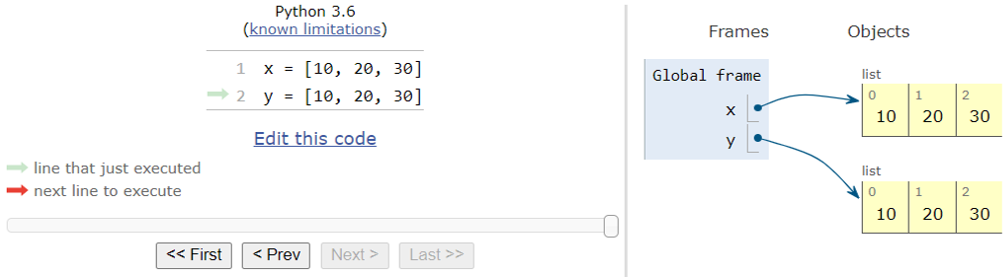 Python 3.6
(known limitations)
1 x = [10, 20, 30]
2 y = [10, 20, 30]
Edit this code
line that just executed
next line to execute
<< First < Prev Next > Last >>
Frames Objects
Global frame
x
y
list
0 1 2
10 20 30
list
0 1 2
10 20 30